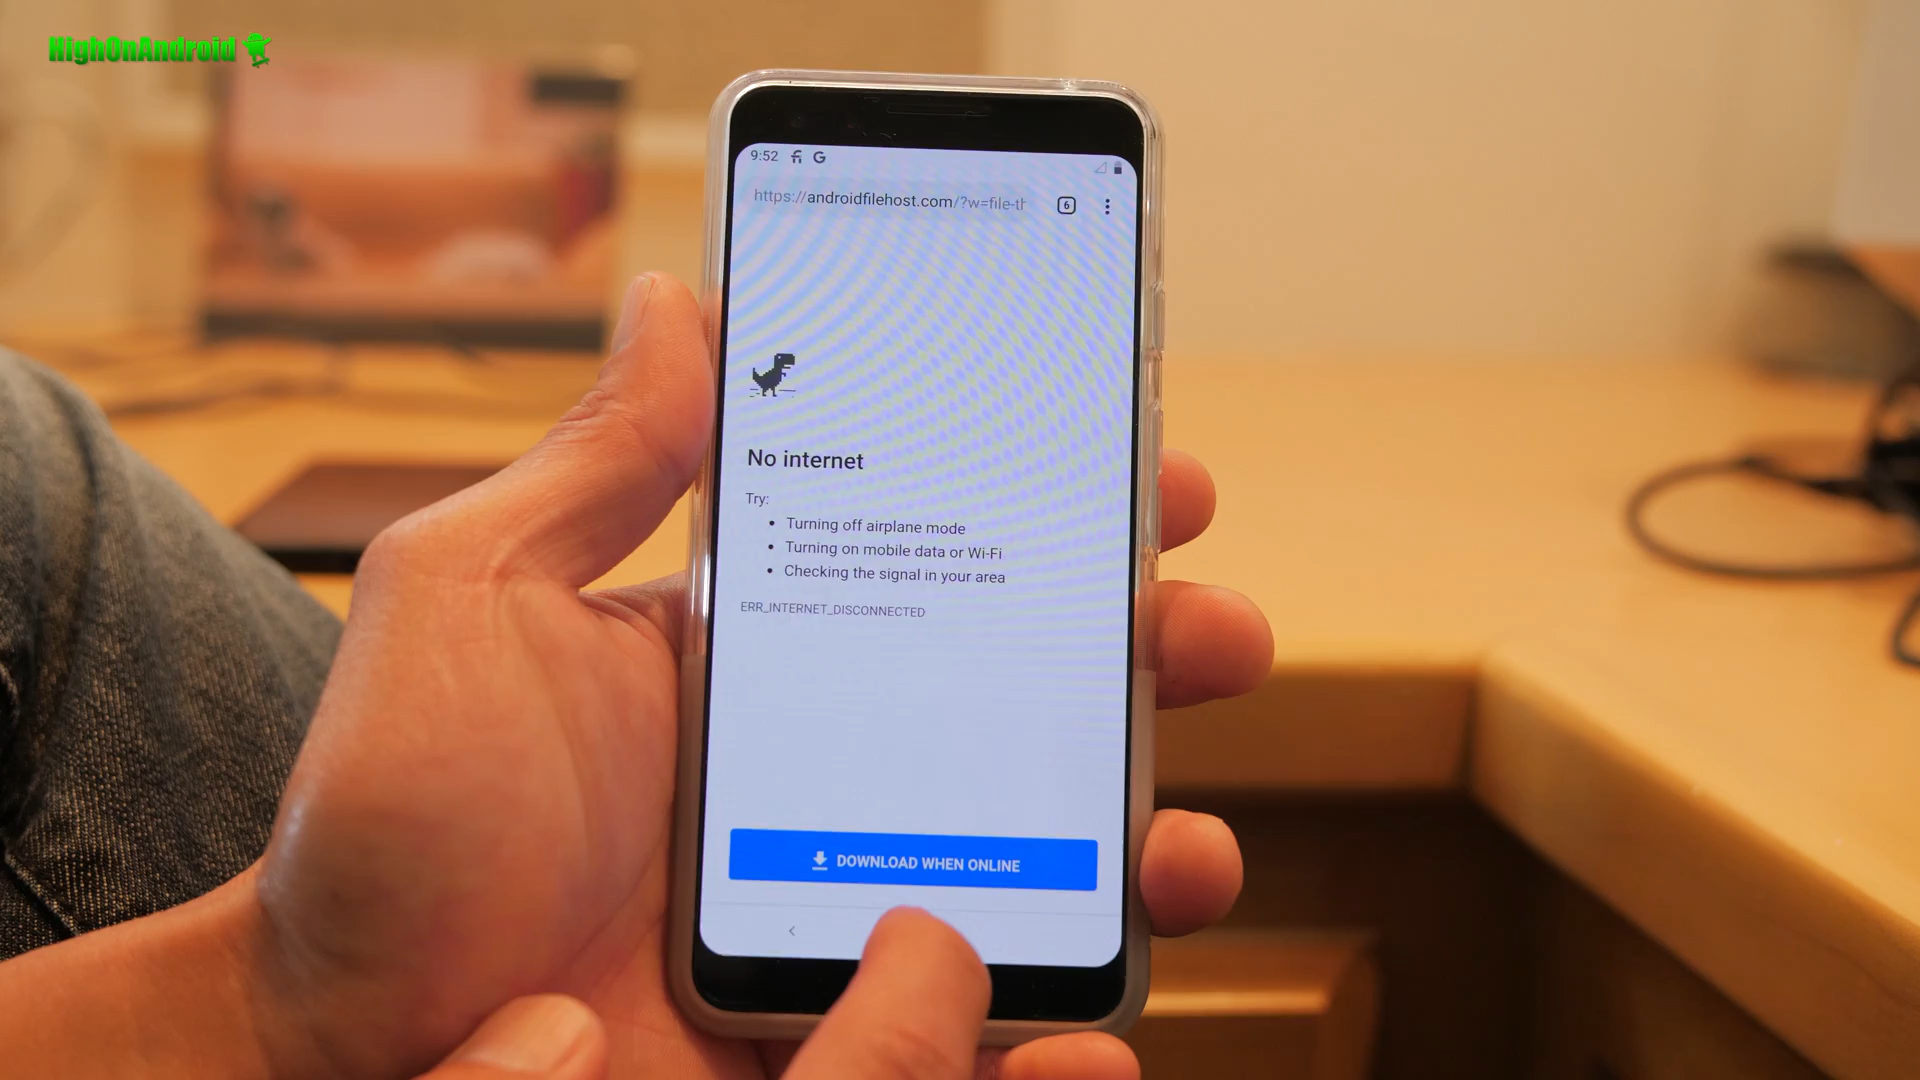 HighOnAndroid
9:52
https://androidfilehost.com/?w=file-th
6
No internet
Try:
• Turning off airplane mode
• Turning on mobile data or Wi-Fi
• Checking the signal in your area
ERR_INTERNET_DISCONNECTED
DOWNLOAD WHEN ONLINE